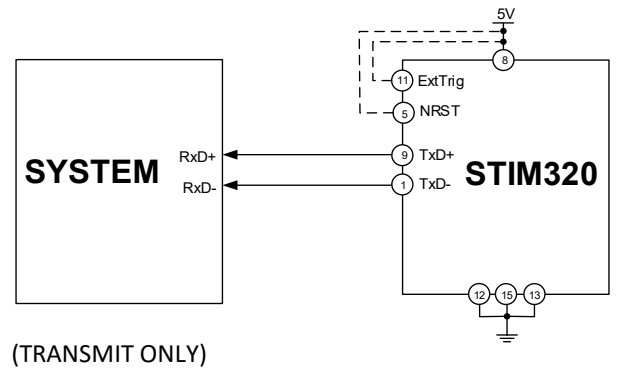 5V
8
11 ExtTrig
5 NRST
RxD+ 9 TxD+
SYSTEM STIM320
RxD- 1 TxD-
12 15 13
(TRANSMIT ONLY)